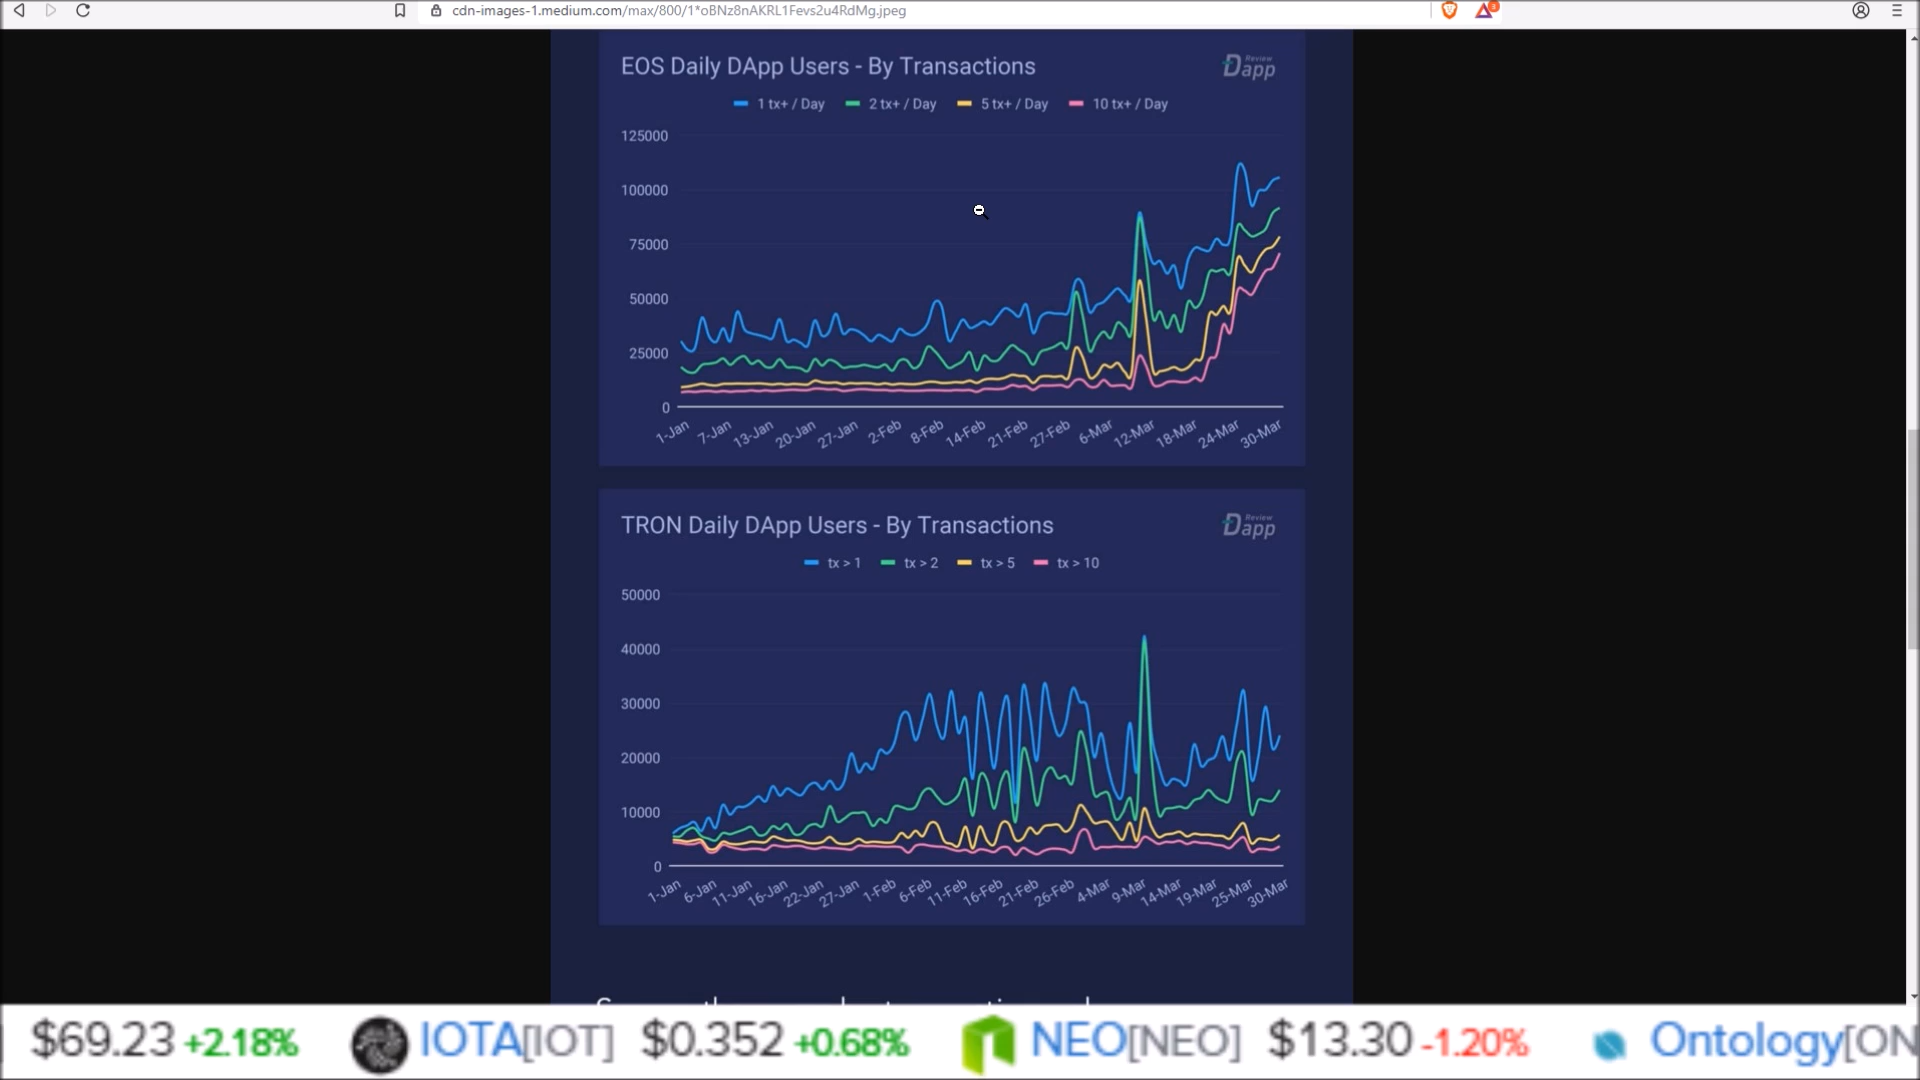 cdn-images-1.medium.com/max/800/1*oBNz8nAKRL1Fevs2u4RdMg.jpeg
EOS Daily DApp Users - By Transactions
Review
Dapp
1 tx+ / Day 2 tx+ / Day 5 tx+ / Day 10 tx+ / Day
125000
100000
75000
50000
25000
0
1-Jan 7-Jan 13-Jan 20-Jan 27-Jan 2-Feb 8-Feb 14-Feb 21-Feb 27-Feb 6-Mar 12-Mar 18-Mar 24-Mar 30-Mar
TRON Daily DApp Users - By Transactions
Review
Dapp
tx > 1 tx > 2 tx > 5 tx > 10
50000
40000
30000
20000
10000
0
1-Jan 6-Jan 11-Jan 16-Jan 22-Jan 27-Jan 1-Feb 6-Feb 11-Feb 16-Feb 21-Feb 26-Feb 4-Mar 9-Mar 14-Mar 19-Mar 25-Mar 30-Mar
$69.23 +2.18% IOTA[IOT] $0.352 +0.68% NEO[NEO] $13.30 -1.20% Ontology[ON